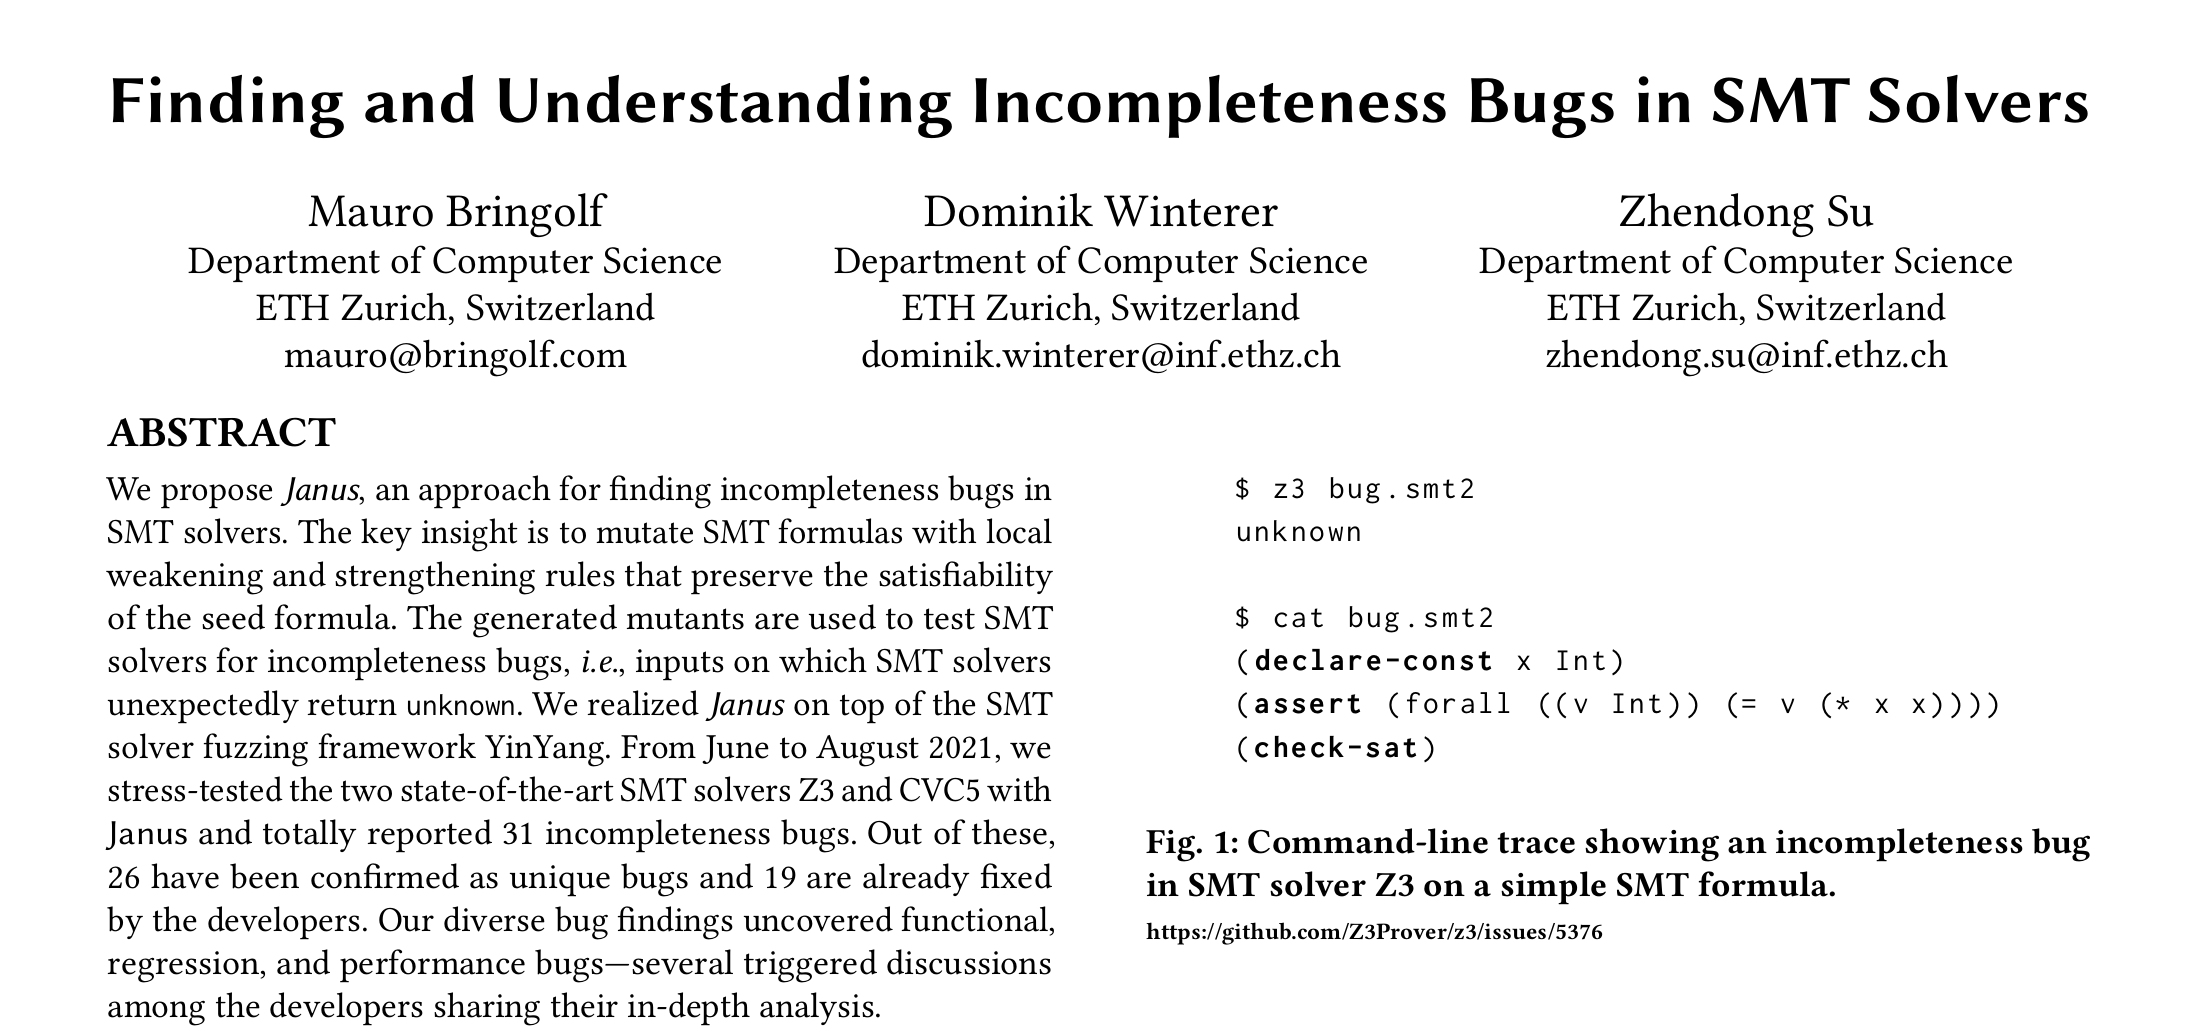 Finding and Understanding Incompleteness Bugs in SMT Solvers
Mauro Bringolf
Department of Computer Science
ETH Zurich, Switzerland
mauro@bringolf.com
Dominik Winterer
Department of Computer Science
ETH Zurich, Switzerland
dominik.winterer@inf.ethz.ch
Zhendong Su
Department of Computer Science
ETH Zurich, Switzerland
zhendong.su@inf.ethz.ch
ABSTRACT
We propose Janus, an approach for finding incompleteness bugs in
SMT solvers. The key insight is to mutate SMT formulas with local
weakening and strengthening rules that preserve the satisfiability
of the seed formula. The generated mutants are used to test SMT
solvers for incompleteness bugs, i.e., inputs on which SMT solvers
unexpectedly return unknown. We realized Janus on top of the SMT
solver fuzzing framework YinYang. From June to August 2021, we
stress-tested the two state-of-the-art SMT solvers Z3 and CVC5 with
Janus and totally reported 31 incompleteness bugs. Out of these,
26 have been confirmed as unique bugs and 19 are already fixed
by the developers. Our diverse bug findings uncovered functional,
regression, and performance bugs—several triggered discussions
among the developers sharing their in-depth analysis.
$ z3 bug.smt2
unknown
$ cat bug.smt2
(declare-const x Int)
(assert (forall ((v Int)) (= v (* x x))))
(check-sat)
Fig. 1: Command-line trace showing an incompleteness bug
in SMT solver Z3 on a simple SMT formula.
https://github.com/Z3Prover/z3/issues/5376